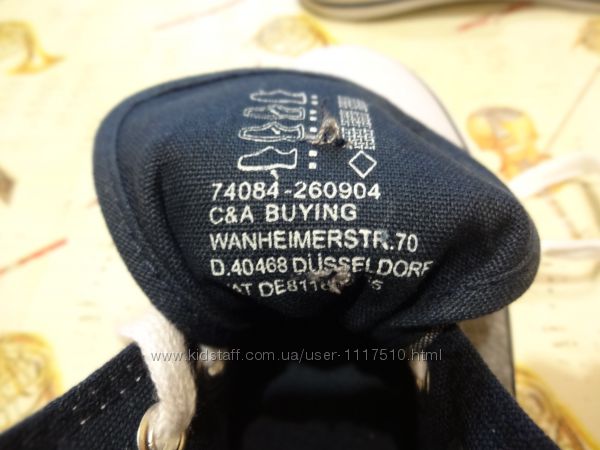 74084-260904
C&A BUYING
WANHEIMERSTR.70
D.40468 DÜSSELDORF
www.kidstaff.com.ua/user-1117510.html